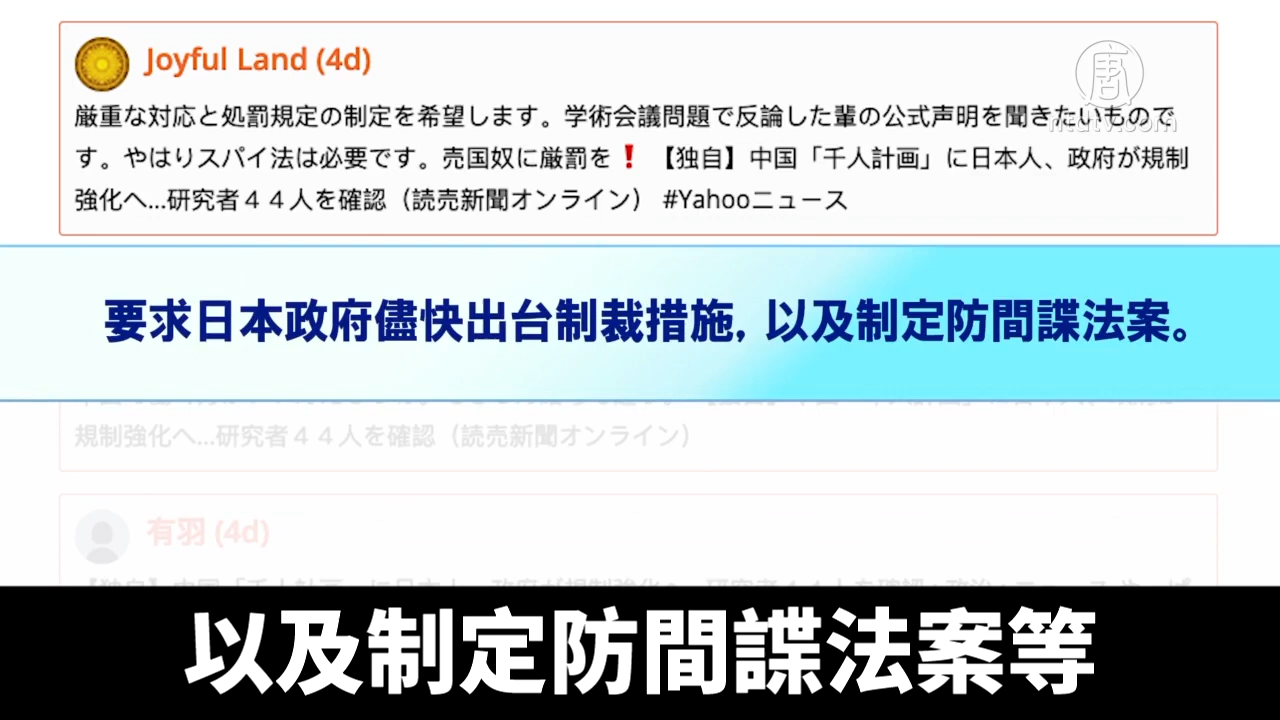 Joyful Land (4d)
厳重な対応と処罰規定の制定を希望します。学術会議問題で反論した輩の公式声明を聞きたいもので
す。やはりスパイ法は必要です。売国奴に厳罰を❗ 【独自】中国「千人計画」に日本人、政府が規制
強化へ...研究者４４人を確認（読売新聞オンライン） #Yahooニュース
唐
ntdtv.com
要求日本政府儘快出台制裁措施，以及制定防間諜法案。
規制強化へ...研究者４４人を確認（読売新聞オンライン）
有羽 (4d)
以及制定防間諜法案等